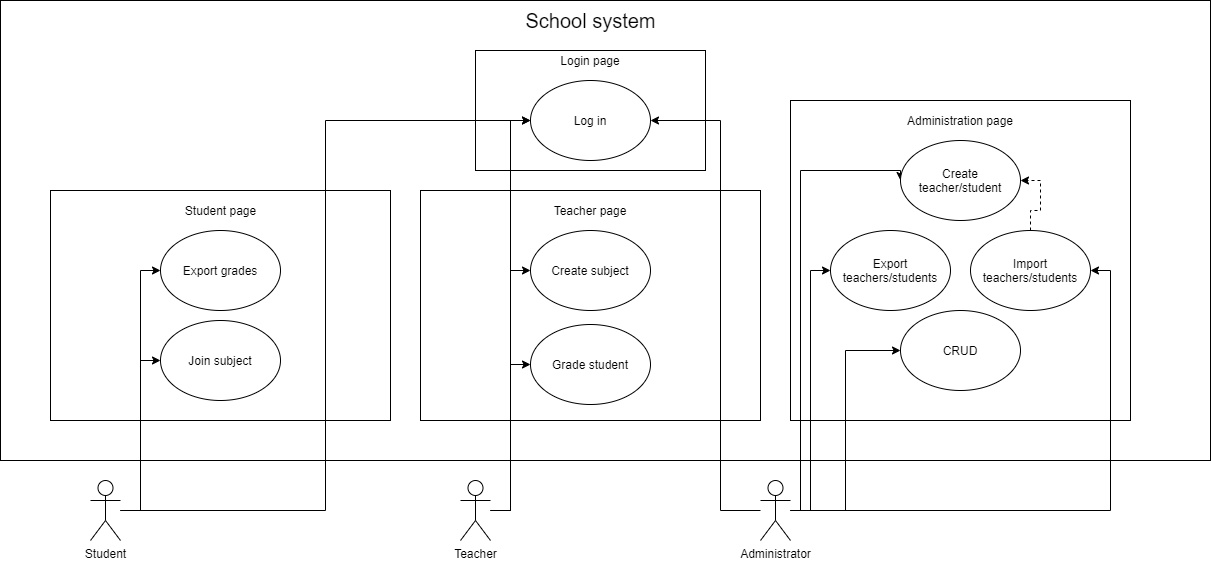 School system
Login page
Log in
Administration page
Create
teacher/student
Student page
Teacher page
Export grades
Create subject
Export
teachers/students
Import
teachers/students
Join subject
Grade student
CRUD
Student
Teacher
Administrator